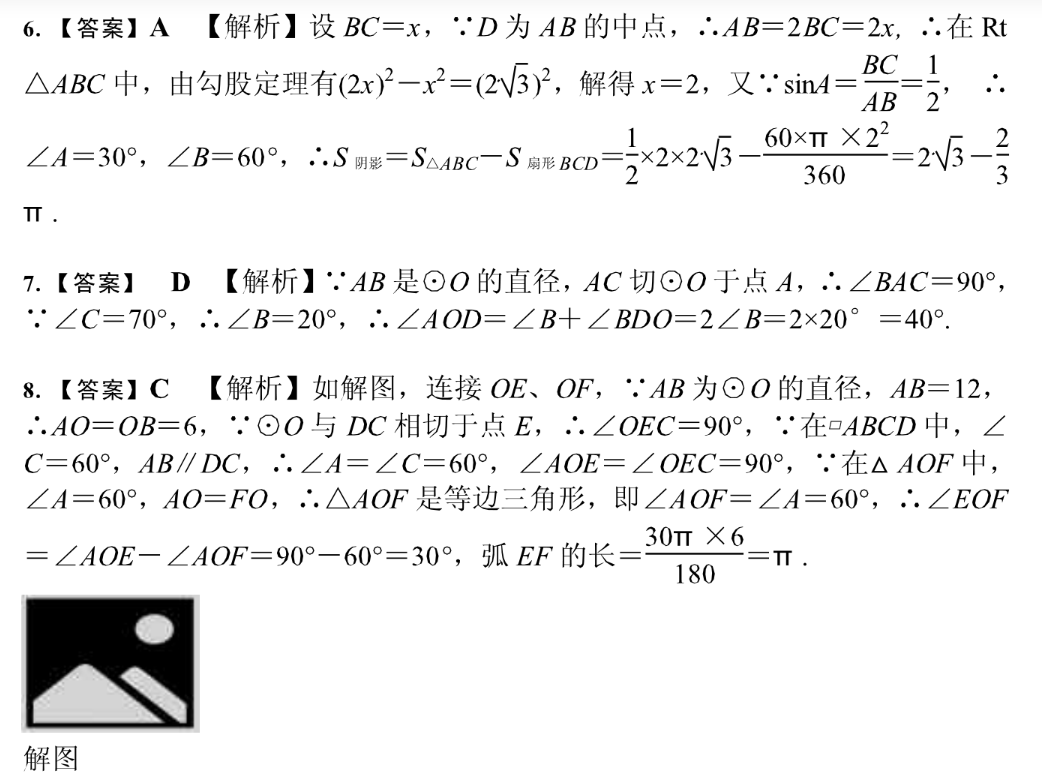 6. 【答案】A 【解析】设 BC=x，∵D 为 AB 的中点，∴AB=2BC=2x，∴在 Rt
△ABC 中，由勾股定理有(2x)²-x²=(2√3)²，解得 x=2，又∵sinA=BC/AB=1/2，∴
∠A=30°，∠B=60°，∴S 阴影=S△ABC-S 扇形 BCD=1/2×2×2√3-60×π×2²/360=2√3-2/3
π．
7. 【答案】 D 【解析】∵AB 是⊙O 的直径，AC 切⊙O 于点 A，∴∠BAC=90°，
∵∠C=70°，∴∠B=20°，∴∠AOD=∠B+∠BDO=2∠B=2×20°=40°.
8. 【答案】C 【解析】如解图，连接 OE、OF，∵AB 为⊙O 的直径，AB=12，
∴AO=OB=6，∵⊙O 与 DC 相切于点 E，∴∠OEC=90°，∵在▱ABCD 中，∠
C=60°，AB∥DC，∴∠A=∠C=60°，∠AOE=∠OEC=90°，∵在△ AOF 中，
∠A=60°，AO=FO，∴△AOF 是等边三角形，即∠AOF=∠A=60°，∴∠EOF
=∠AOE-∠AOF=90°-60°=30°，弧 EF 的长=30π×6/180=π．
解图